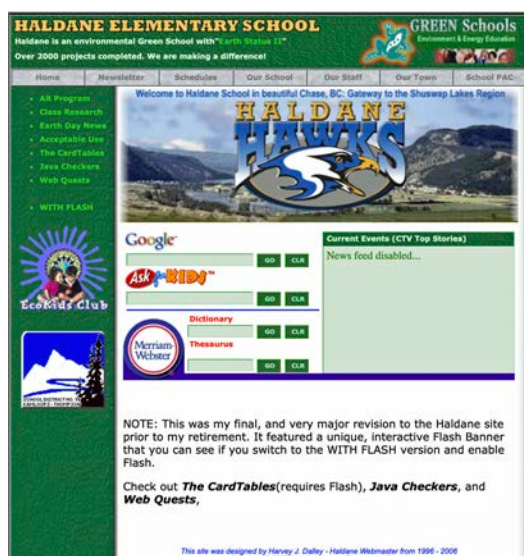 HALDANE ELEMENTARY SCHOOL
Haldane is an environmental Green School with"Earth Status II"
Over 2000 projects completed. We are making a difference!
GREEN Schools
Environment & Energy Education
Home Newsletter Schedules Our School Our Staff Our Town School PAC
Alt Program
Class Research
Earth Day News
Acceptable Use
The CardTables
Java Checkers
Web Quests
WITH FLASH
EcoKids Club
Welcome to Haldane School in beautiful Chase, BC: Gateway to the Shuswap Lakes Region
HALDANE
HAWKS
Google
GO CLR
Ask for KIDS™
GO CLR
Merriam-
Webster
Dictionary
GO CLR
Thesaurus
GO CLR
Current Events (CTV Top Stories)
News feed disabled...
NOTE: This was my final, and very major revision to the Haldane site
prior to my retirement. It featured a unique, interactive Flash Banner
that you can see if you switch to the WITH FLASH version and enable
Flash.
Check out The CardTables(requires Flash), Java Checkers, and
Web Quests,
This site was designed by Harvey J. Dalley - Haldane Webmaster from 1996 - 2006